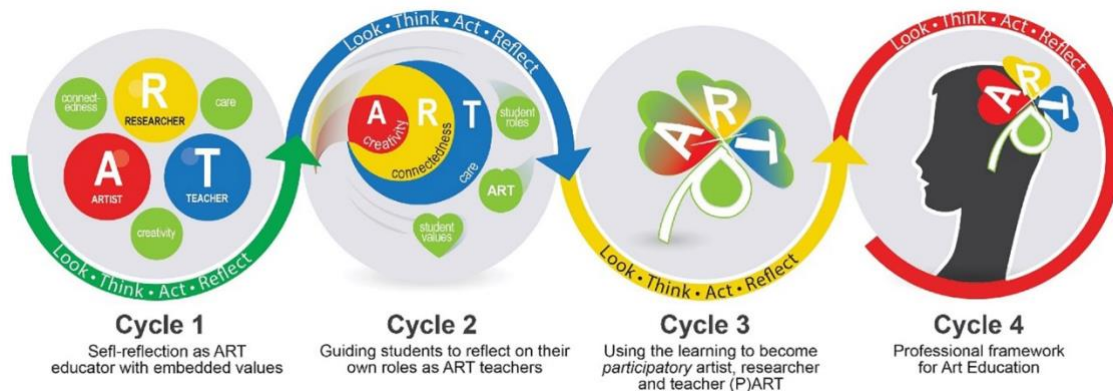 Look • Think • Act • Reflect
connect-
edness
R
RESEARCHER
care
A
ARTIST
T
TEACHER
creativity
Look • Think • Act • Reflect
A R T
creativity
connectedness
care
student
roles
ART
student
values
A R T
P
Look • Think • Act • Reflect
Look • Think • Act • Reflect
A R T
P
Cycle 1
Sefl-reflection as ART
educator with embedded values
Cycle 2
Guiding students to reflect on their
own roles as ART teachers
Cycle 3
Using the learning to become
participatory artist, researcher
and teacher (P)ART
Cycle 4
Professional framework
for Art Education